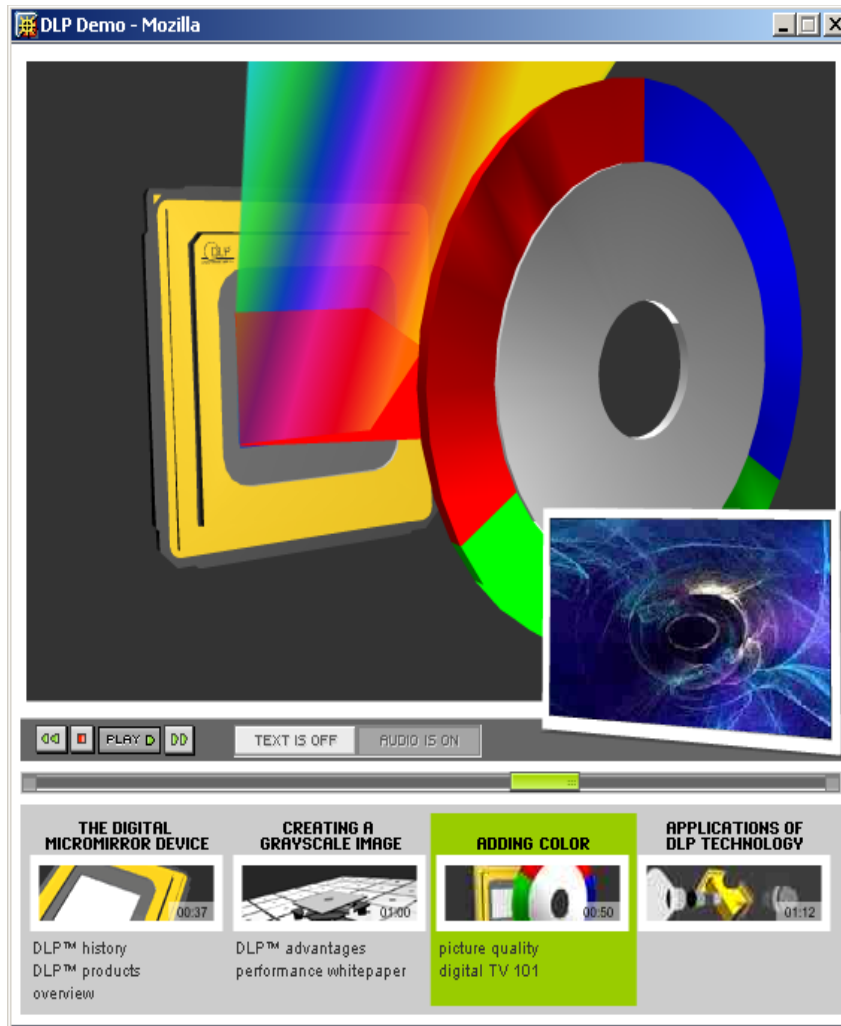 DLP Demo - Mozilla
DLP
PLAY
TEXT IS OFF
AUDIO IS ON
THE DIGITAL
MICROMIRROR DEVICE
00:37
DLP™ history
DLP™ products
overview
CREATING A
GRAYSCALE IMAGE
01:00
DLP™ advantages
performance whitepaper
ADDING COLOR
00:50
picture quality
digital TV 101
APPLICATIONS OF
DLP TECHNOLOGY
01:12